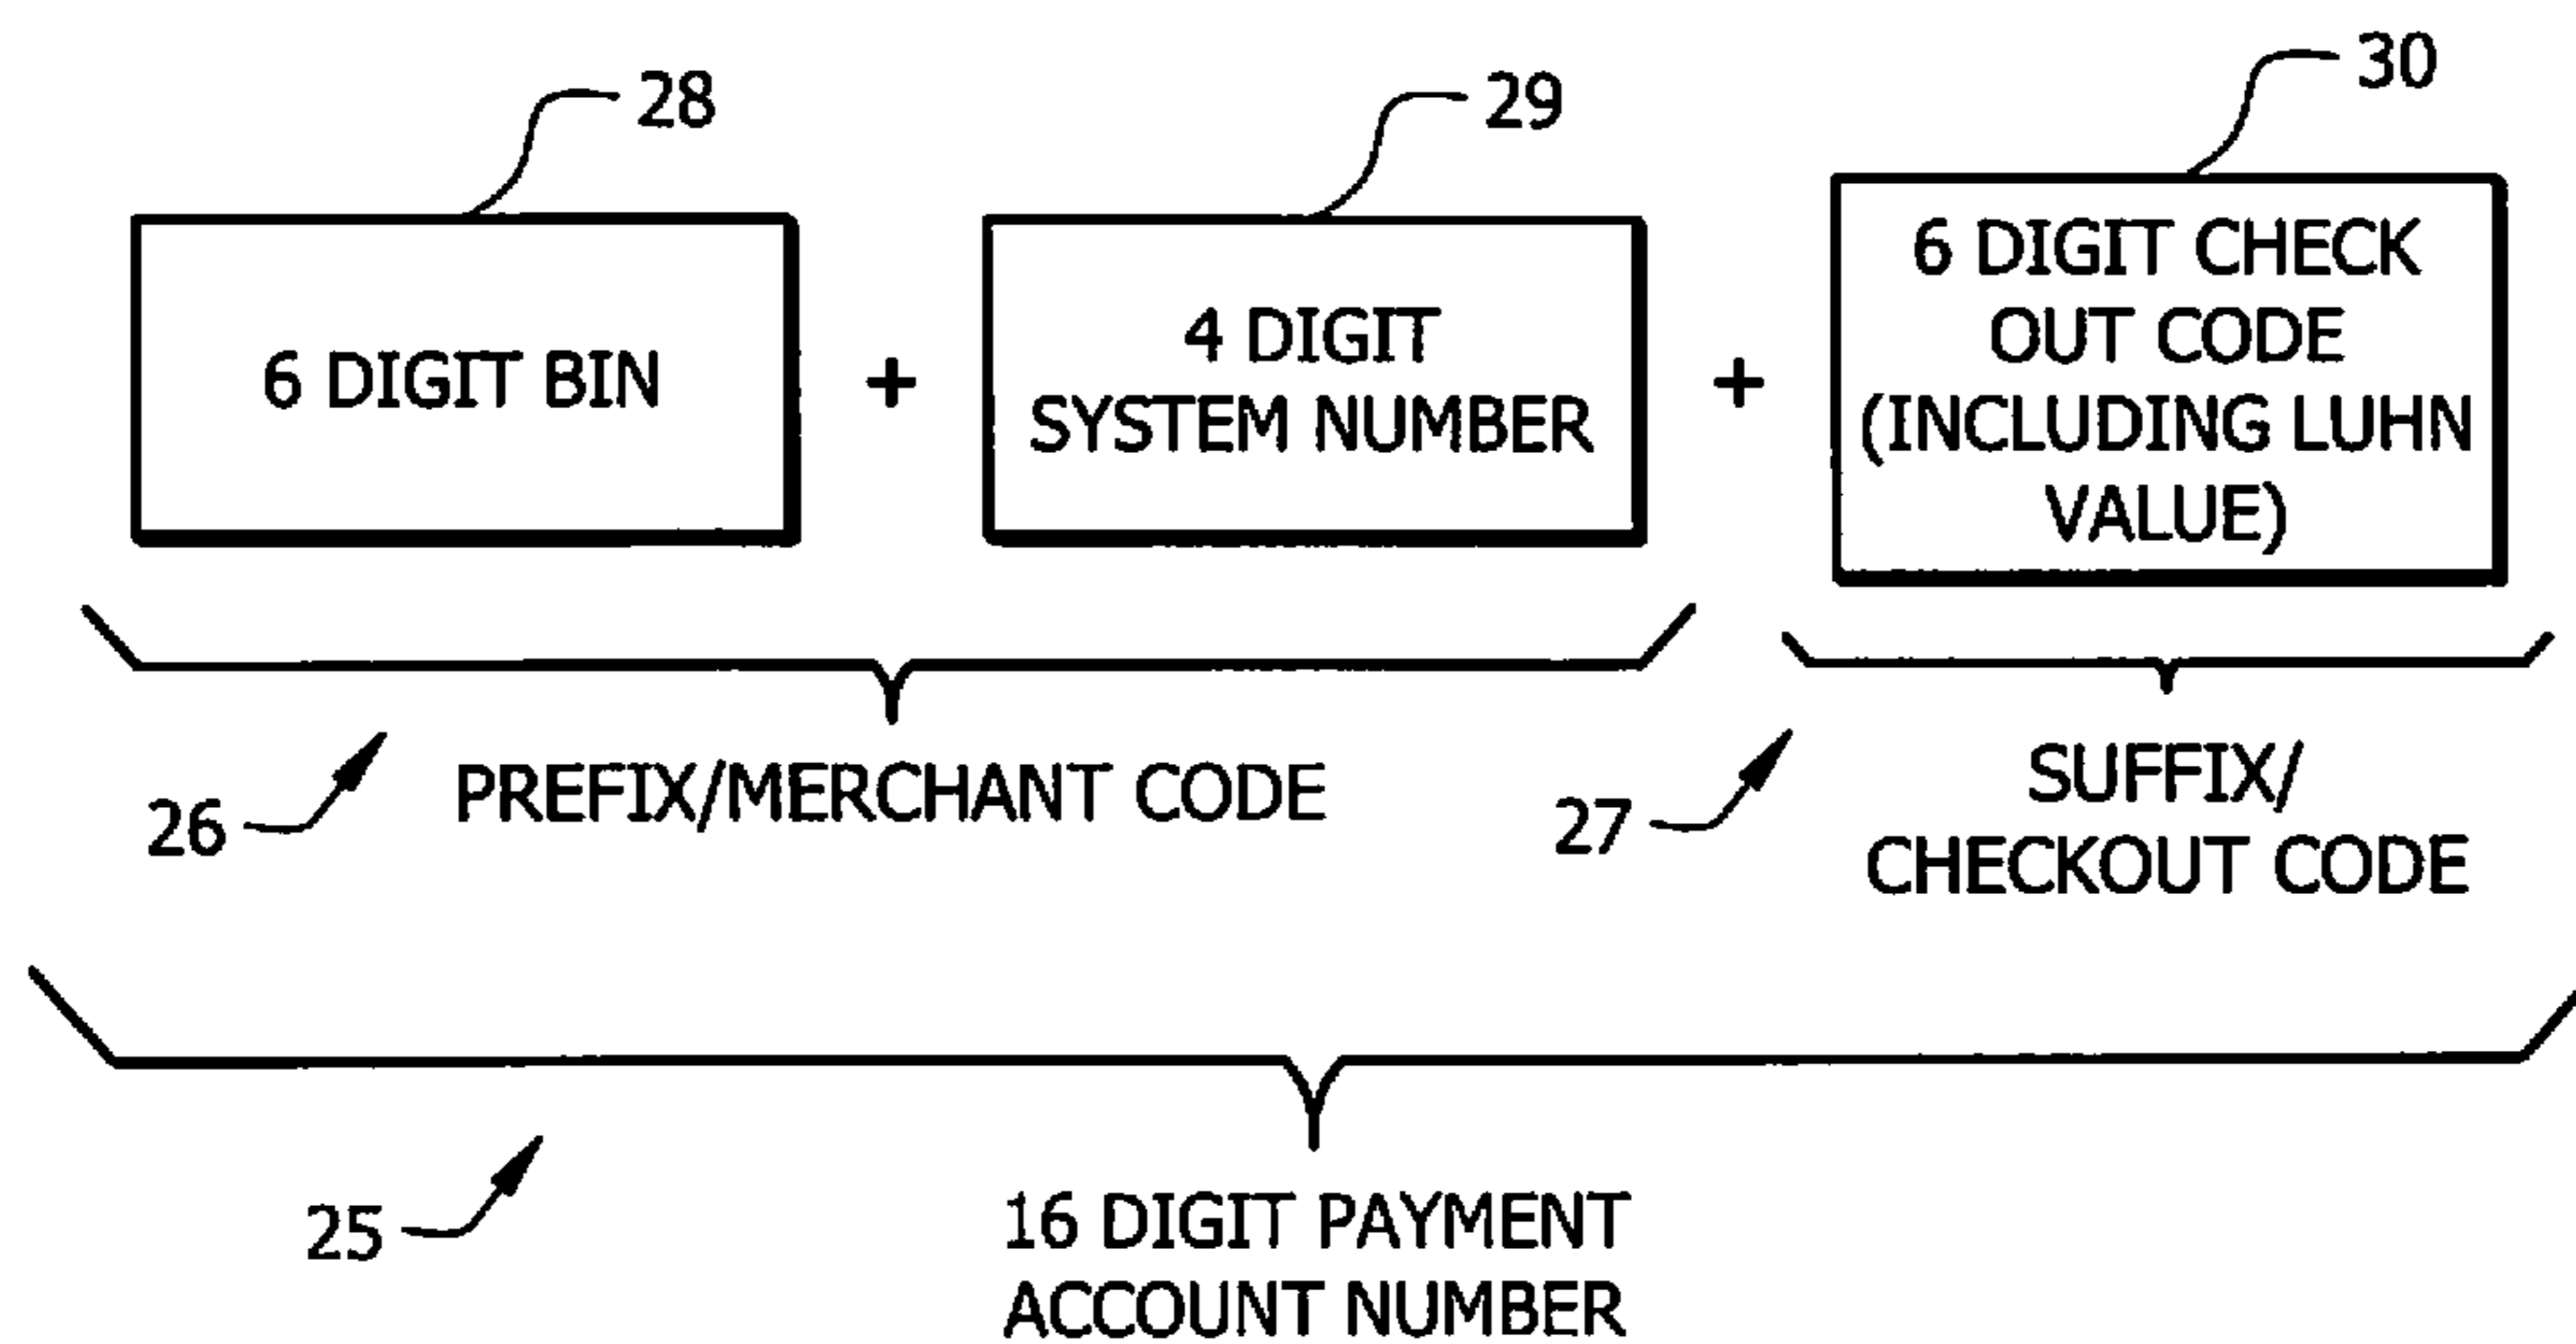 28
29
30
6 DIGIT BIN
+
4 DIGIT
SYSTEM NUMBER
+
6 DIGIT CHECK
OUT CODE
(INCLUDING LUHN
VALUE)
26
PREFIX/MERCHANT CODE
27
SUFFIX/
CHECKOUT CODE
25
16 DIGIT PAYMENT
ACCOUNT NUMBER